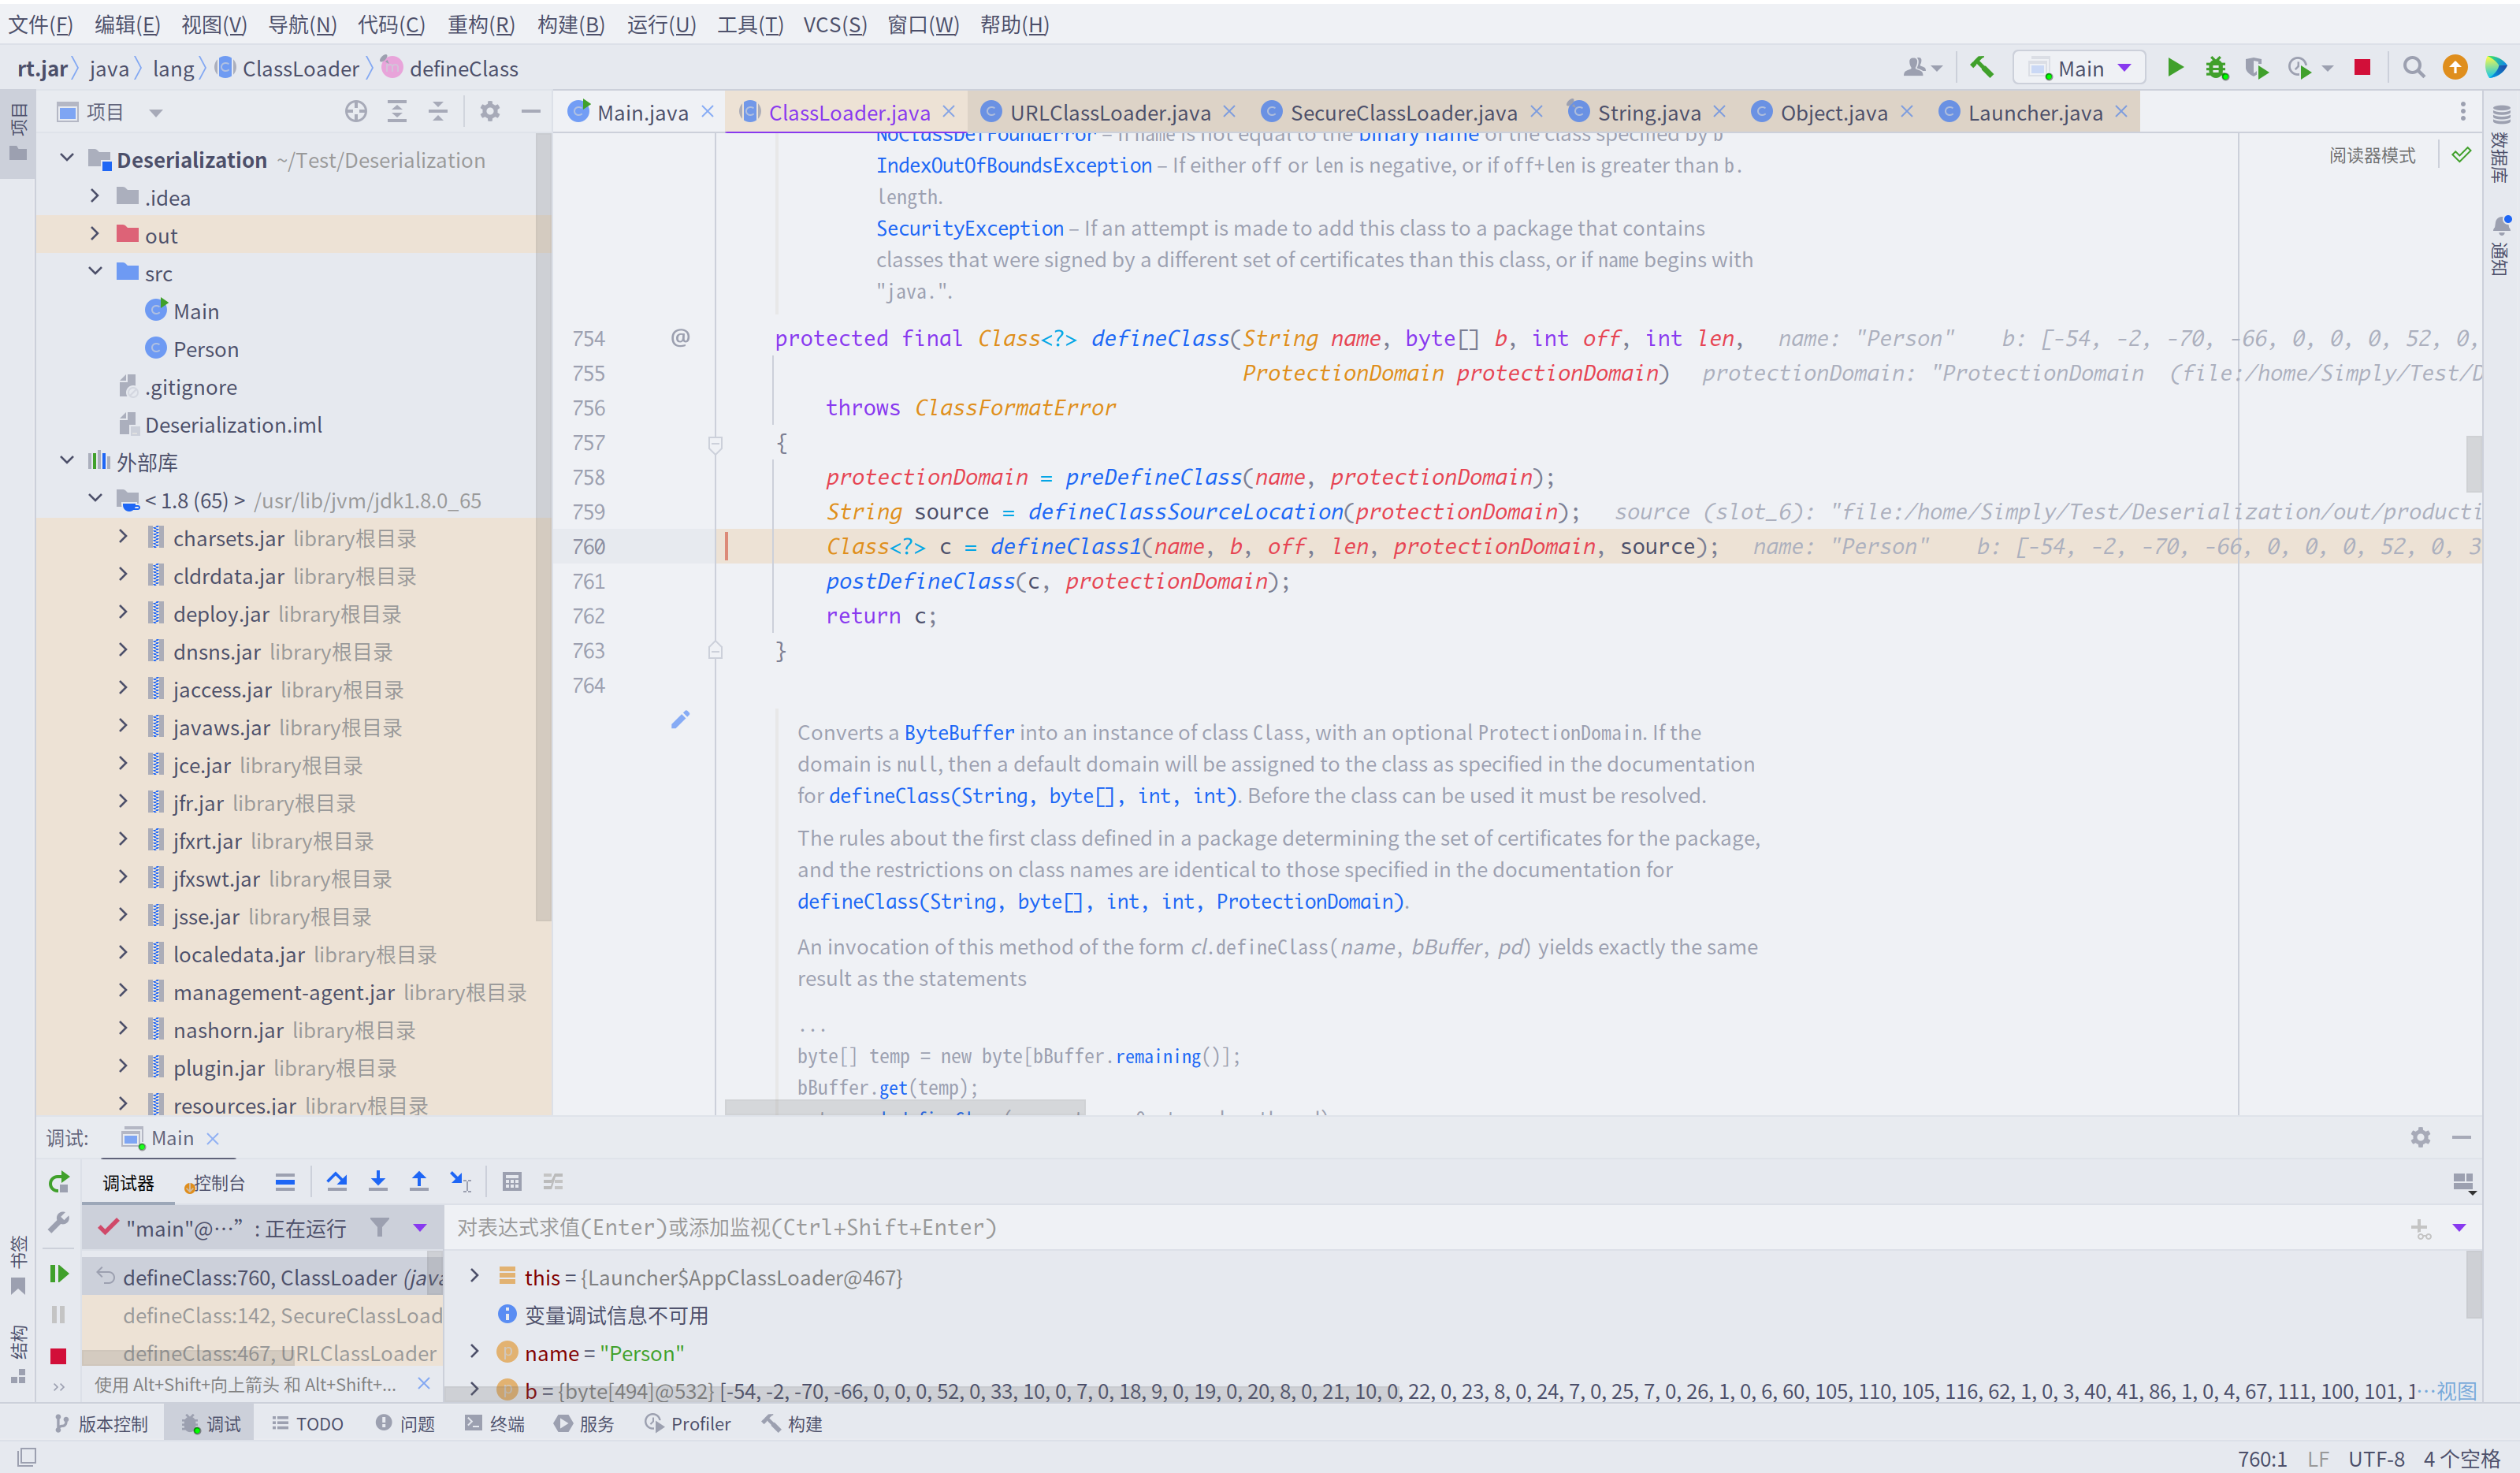 文件(F) 编辑(E) 视图(V) 导航(N) 代码(C) 重构(R) 构建(B) 运行(U) 工具(T) VCS(S) 窗口(W) 帮助(H)
rt.jar java lang ClassLoader defineClass
Main
项目
Main.java ClassLoader.java URLClassLoader.java SecureClassLoader.java String.java Object.java Launcher.java
项目
数据库
通知
书签
结构
Deserialization ~/Test/Deserialization
.idea
out
src
Main
Person
.gitignore
Deserialization.iml
外部库
< 1.8 (65) > /usr/lib/jvm/jdk1.8.0_65
charsets.jar library根目录
cldrdata.jar library根目录
deploy.jar library根目录
dnsns.jar library根目录
jaccess.jar library根目录
javaws.jar library根目录
jce.jar library根目录
jfr.jar library根目录
jfxrt.jar library根目录
jfxswt.jar library根目录
jsse.jar library根目录
localedata.jar library根目录
management-agent.jar library根目录
nashorn.jar library根目录
plugin.jar library根目录
resources.jar library根目录
阅读器模式
NoClassDefFoundError – If name is not equal to the binary name of the class specified by b
IndexOutOfBoundsException – If either off or len is negative, or if off+len is greater than b.
length.
SecurityException – If an attempt is made to add this class to a package that contains
classes that were signed by a different set of certificates than this class, or if name begins with
"java.".
754 @ protected final Class<?> defineClass(String name, byte[] b, int off, int len, name: "Person" b: [-54, -2, -70, -66, 0, 0, 0, 52, 0,
755 ProtectionDomain protectionDomain) protectionDomain: "ProtectionDomain (file:/home/Simply/Test/D
756 throws ClassFormatError
757 {
758 protectionDomain = preDefineClass(name, protectionDomain);
759 String source = defineClassSourceLocation(protectionDomain); source (slot_6): "file:/home/Simply/Test/Deserialization/out/producti
760 Class<?> c = defineClass1(name, b, off, len, protectionDomain, source); name: "Person" b: [-54, -2, -70, -66, 0, 0, 0, 52, 0, 3
761 postDefineClass(c, protectionDomain);
762 return c;
763 }
764
Converts a ByteBuffer into an instance of class Class, with an optional ProtectionDomain. If the
domain is null, then a default domain will be assigned to the class as specified in the documentation
for defineClass(String, byte[], int, int). Before the class can be used it must be resolved.
The rules about the first class defined in a package determining the set of certificates for the package,
and the restrictions on class names are identical to those specified in the documentation for
defineClass(String, byte[], int, int, ProtectionDomain).
An invocation of this method of the form cl.defineClass(name, bBuffer, pd) yields exactly the same
result as the statements
...
byte[] temp = new byte[bBuffer.remaining()];
bBuffer.get(temp);
调试: Main
调试器 控制台
"main"@…" : 正在运行
对表达式求值(Enter)或添加监视(Ctrl+Shift+Enter)
defineClass:760, ClassLoader (java
defineClass:142, SecureClassLoad
defineClass:467, URLClassLoader
使用 Alt+Shift+向上箭头 和 Alt+Shift+...
this = {Launcher$AppClassLoader@467}
变量调试信息不可用
name = "Person"
b = {byte[494]@532} [-54, -2, -70, -66, 0, 0, 0, 52, 0, 33, 10, 0, 7, 0, 18, 9, 0, 19, 0, 20, 8, 0, 21, 10, 0, 22, 0, 23, 8, 0, 24, 7, 0, 25, 7, 0, 26, 1, 0, 6, 60, 105, 110, 105, 116, 62, 1, 0, 3, 40, 41, 86, 1, 0, 4, 67, 111, 100, 101, 1 …视图
版本控制 调试 TODO 问题 终端 服务 Profiler 构建
760:1 LF UTF-8 4 个空格